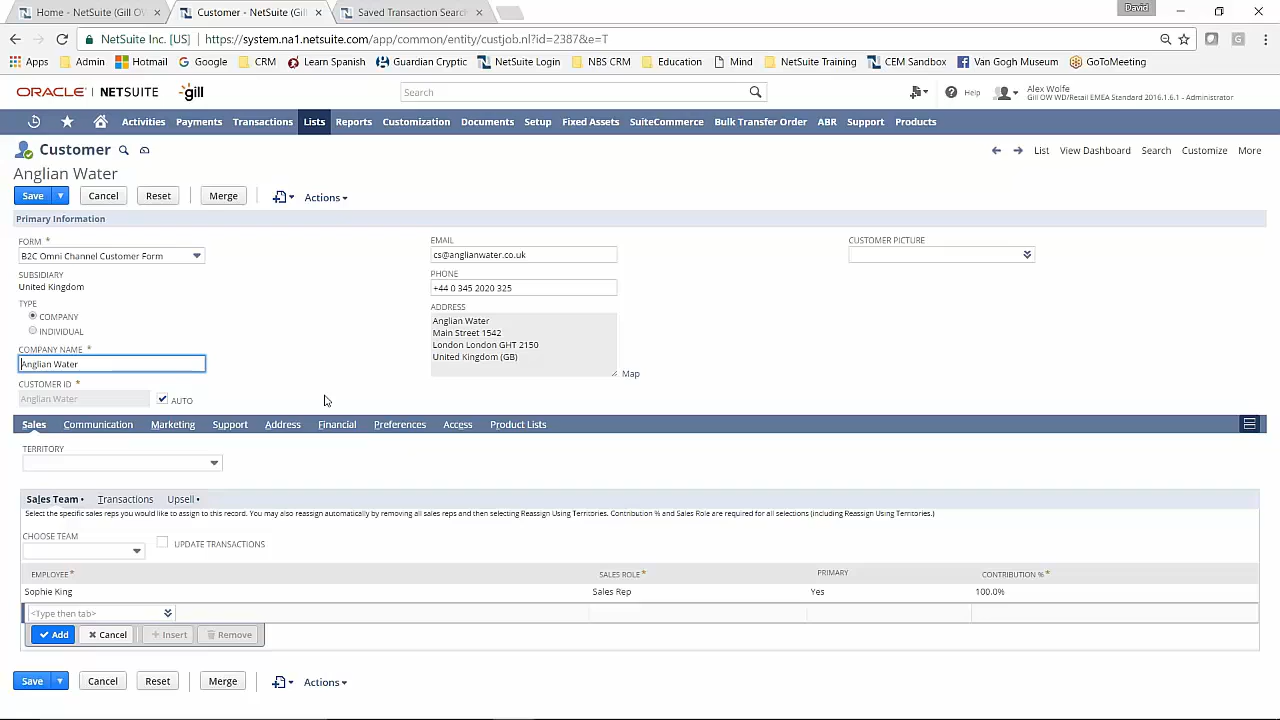 David
Home - NetSuite (Gill OV
Customer - NetSuite (Gil
Saved Transaction Searc
NetSuite Inc. [US]
https://system.na1.netsuite.com/app/common/entity/custjob.nl?id=2387&e=T
Apps
Admin
Hotmail
Google
CRM
Learn Spanish
Guardian Cryptic
NetSuite Login
NBS CRM
Education
Mind
NetSuite Training
CEM Sandbox
Van Gogh Museum
GoToMeeting
ORACLE NETSUITE
gill
Search
Help
Alex Wolfe
Gill OW WD/Retail EMEA Standard 2016.1.6.1 - Administrator
Activities
Payments
Transactions
Lists
Reports
Customization
Documents
Setup
Fixed Assets
SuiteCommerce
Bulk Transfer Order
ABR
Support
Products
Customer
List
View Dashboard
Search
Customize
More
Anglian Water
Save
Cancel
Reset
Merge
Actions
Primary Information
FORM *
B2C Omni Channel Customer Form
SUBSIDIARY
United Kingdom
TYPE
COMPANY
INDIVIDUAL
COMPANY NAME *
Anglian Water
CUSTOMER ID *
Anglian Water
AUTO
EMAIL
cs@anglianwater.co.uk
PHONE
+44 0 345 2020 325
ADDRESS
Anglian Water
Main Street 1542
London London GHT 2150
United Kingdom (GB)
Map
CUSTOMER PICTURE
Sales
Communication
Marketing
Support
Address
Financial
Preferences
Access
Product Lists
TERRITORY
Sales Team •
Transactions
Upsell •
Select the specific sales reps you would like to assign to this record. You may also reassign automatically by removing all sales reps and then selecting Reassign Using Territories. Contribution % and Sales Role are required for all selections (including Reassign Using Territories.)
CHOOSE TEAM
UPDATE TRANSACTIONS
EMPLOYEE *
SALES ROLE *
PRIMARY
CONTRIBUTION % *
Sophie King
Sales Rep
Yes
100.0%
<Type then tab>
Add
Cancel
Insert
Remove
Save
Cancel
Reset
Merge
Actions